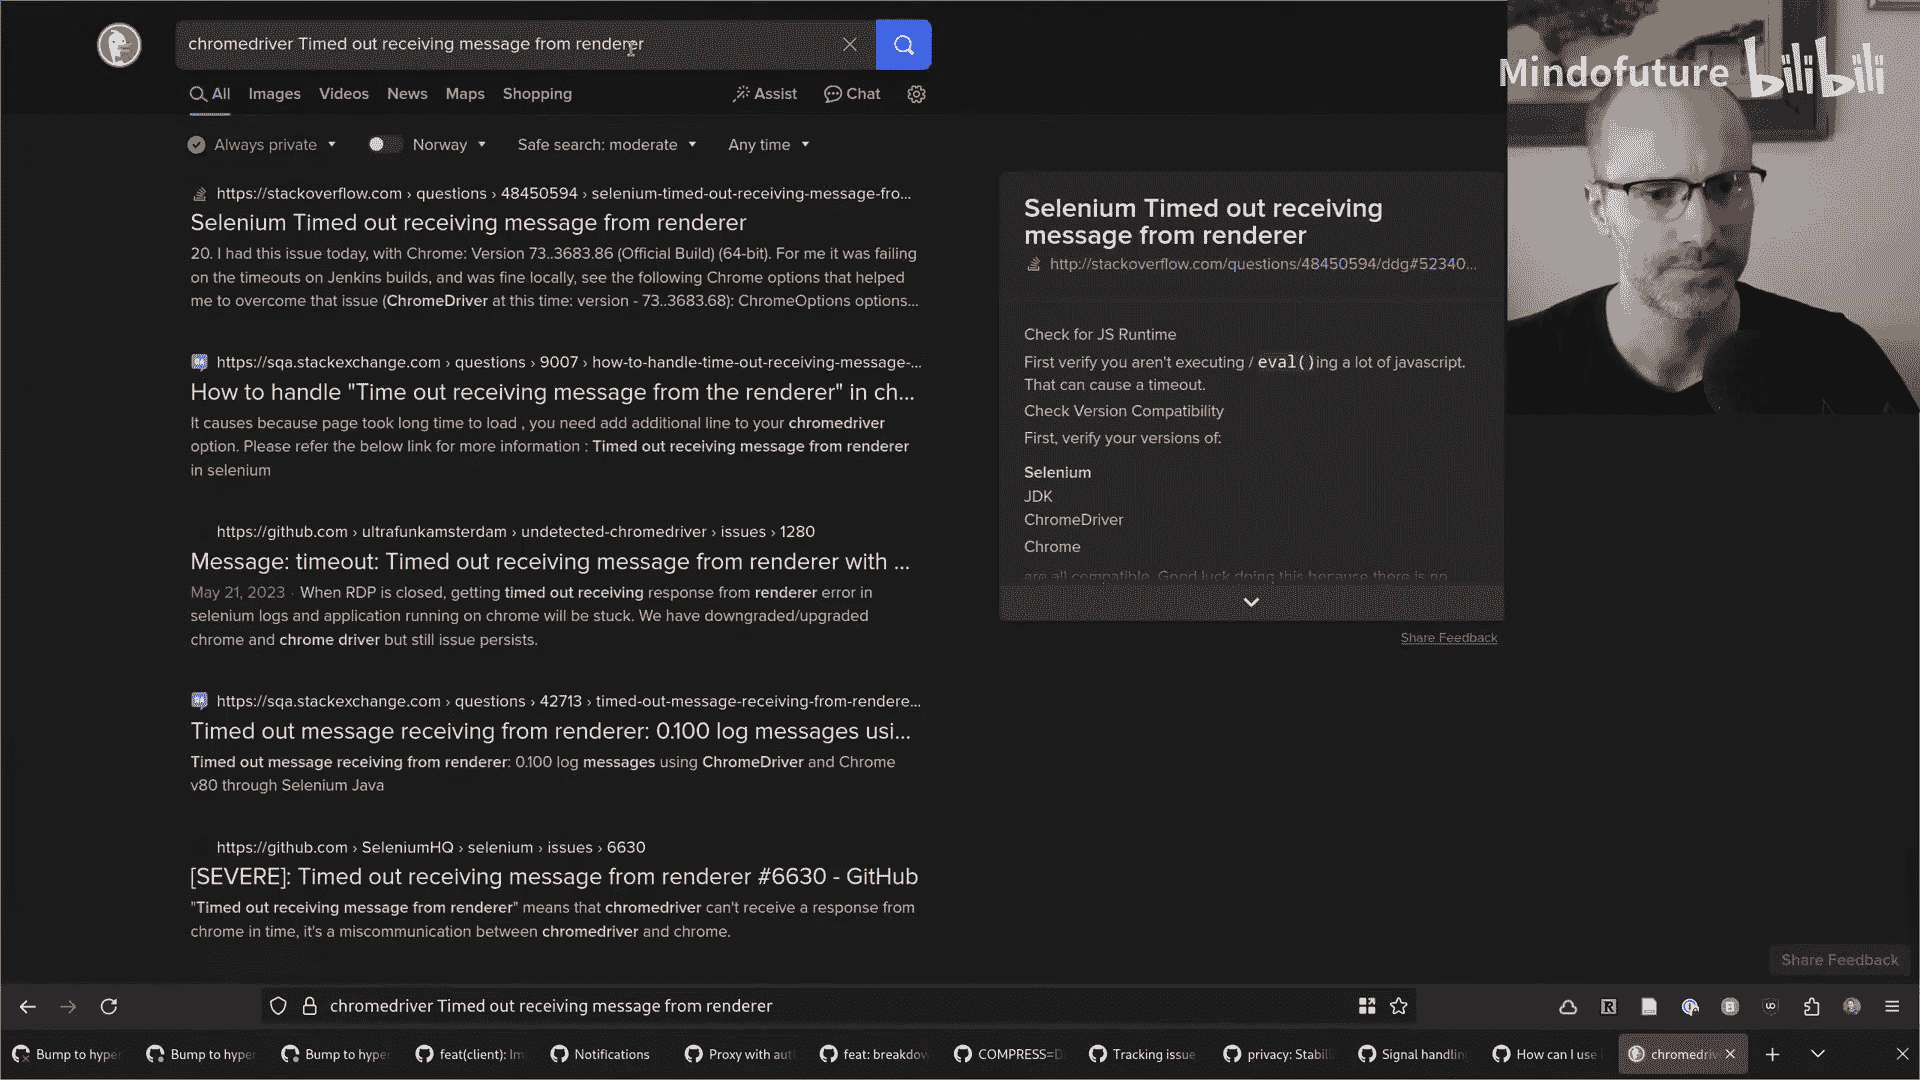 chromedriver Timed out receiving message from renderer
Mindofuture bilibili
All Images Videos News Maps Shopping Assist Chat
Always private Norway Safe search: moderate Any time
https://stackoverflow.com › questions › 48450594 › selenium-timed-out-receiving-message-fro...
Selenium Timed out receiving message from renderer
20. I had this issue today, with Chrome: Version 73..3683.86 (Official Build) (64-bit). For me it was failing
on the timeouts on Jenkins builds, and was fine locally, see the following Chrome options that helped
me to overcome that issue (ChromeDriver at this time: version - 73..3683.68): ChromeOptions options...
https://sqa.stackexchange.com › questions › 9007 › how-to-handle-time-out-receiving-message-...
How to handle "Time out receiving message from the renderer" in ch...
It causes because page took long time to load , you need add additional line to your chromedriver
option. Please refer the below link for more information : Timed out receiving message from renderer
in selenium
https://github.com › ultrafunkamsterdam › undetected-chromedriver › issues › 1280
Message: timeout: Timed out receiving message from renderer with ...
May 21, 2023 · When RDP is closed, getting timed out receiving response from renderer error in
selenium logs and application running on chrome will be stuck. We have downgraded/upgraded
chrome and chrome driver but still issue persists.
https://sqa.stackexchange.com › questions › 42713 › timed-out-message-receiving-from-rendere...
Timed out message receiving from renderer: 0.100 log messages usi...
Timed out message receiving from renderer: 0.100 log messages using ChromeDriver and Chrome
v80 through Selenium Java
https://github.com › SeleniumHQ › selenium › issues › 6630
[SEVERE]: Timed out receiving message from renderer #6630 - GitHub
"Timed out receiving message from renderer" means that chromedriver can't receive a response from
chrome in time, it's a miscommunication between chromedriver and chrome.
Selenium Timed out receiving
message from renderer
http://stackoverflow.com/questions/48450594/ddg#52340...
Check for JS Runtime
First verify you aren't executing / eval()ing a lot of javascript.
That can cause a timeout.
Check Version Compatibility
First, verify your versions of:
Selenium
JDK
ChromeDriver
Chrome
are all compatible. Good luck doing this because there is no
Share Feedback
Share Feedback
chromedriver Timed out receiving message from renderer
Bump to hype Bump to hype Bump to hype feat(client): Im Notifications Proxy with aut feat: breakdow COMPRESS=D Tracking issue privacy: Stabili Signal handlin How can I use chromedriv